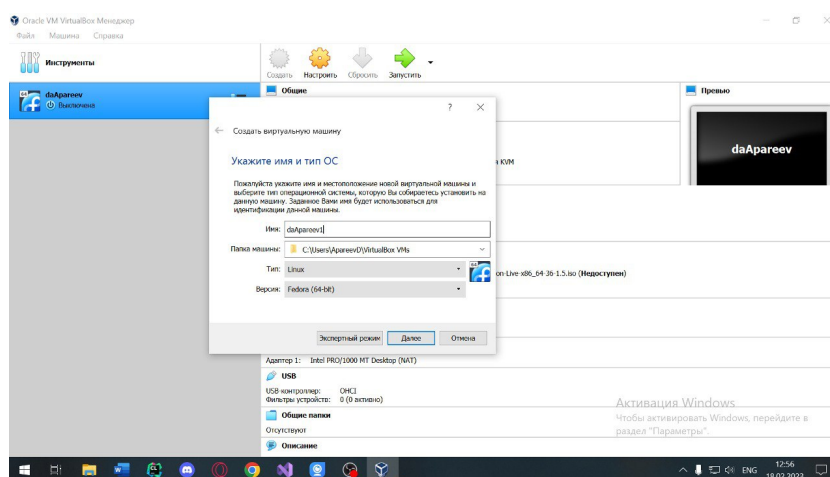 Oracle VM VirtualBox Менеджер
Файл Машина Справка
Инструменты
Создать Настроить Сбросить Запустить
daApareev
Выключена
Общие
Превью
daApareev
? ×
Создать виртуальную машину
Укажите имя и тип ОС
Пожалуйста укажите имя и местоположение новой виртуальной машины и
выберите тип операционной системы, которую Вы собираетесь установить на
данную машину. Заданное Вами имя будет использоваться для
идентификации данной машины.
Имя: daApareev1
Папка машины: C:\Users\ApareevD\VirtualBox VMs
Тип: Linux
Версия: Fedora (64-bit)
64
Экспертный режим Далее Отмена
KVM
on-Live-x86_64-36-1.5.iso (Недоступен)
Адаптер 1: Intel PRO/1000 MT Desktop (NAT)
USB
USB-контроллер: OHCI
Фильтры устройств: 0 (0 активно)
Общие папки
Отсутствуют
Описание
Активация Windows
Чтобы активировать Windows, перейдите в
раздел "Параметры".
ENG
12:56